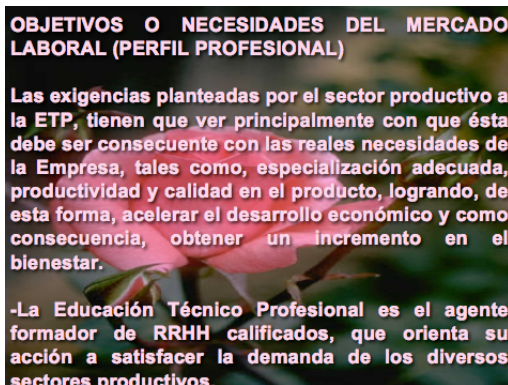 OBJETIVOS O NECESIDADES DEL MERCADO
LABORAL (PERFIL PROFESIONAL)
Las exigencias planteadas por el sector productivo a
la ETP, tienen que ver principalmente con que ésta
debe ser consecuente con las reales necesidades de
la Empresa, tales como, especialización adecuada,
productividad y calidad en el producto, logrando, de
esta forma, acelerar el desarrollo económico y como
consecuencia, obtener un incremento en el
bienestar.
-La Educación Técnico Profesional es el agente
formador de RRHH calificados, que orienta su
acción a satisfacer la demanda de los diversos
sectores productivos.